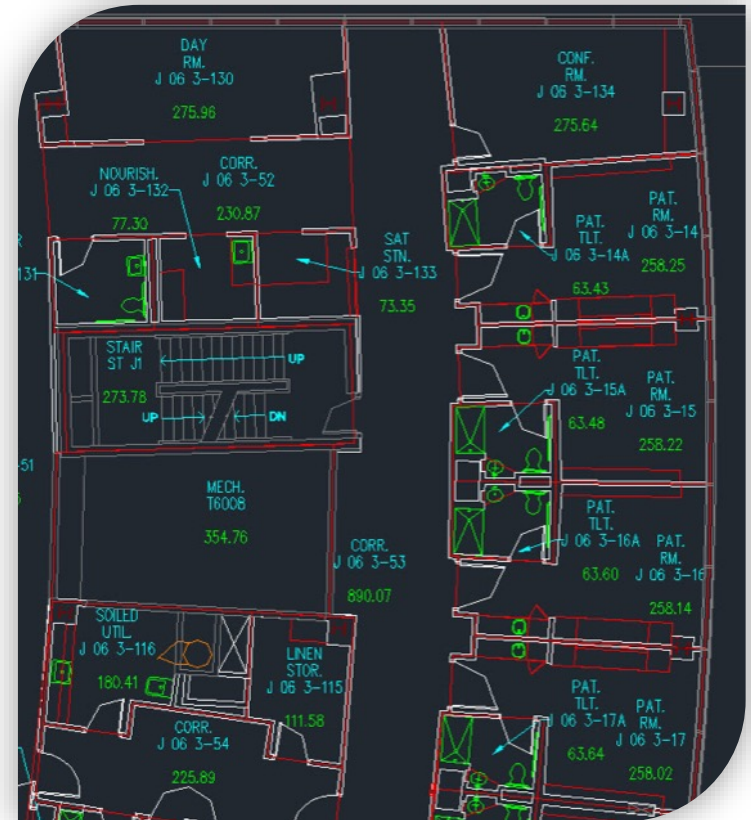 DAY
RM.
J 06 3-130
275.96
CONF.
RM.
J 06 3-134
275.64
NOURISH.
J 06 3-132
77.30
CORR.
J 06 3-52
230.87
SAT
STN.
J 06 3-133
73.35
131
PAT.
TLT.
J 06 3-14A
63.43
PAT.
RM.
J 06 3-14
258.25
STAIR
ST J1
273.78
UP
UP
DN
PAT.
TLT.
J 06 3-15A
63.48
PAT.
RM.
J 06 3-15
258.22
-51
MECH.
T6008
354.76
CORR.
J 06 3-53
890.07
PAT.
TLT.
J 06 3-16A
63.60
PAT.
RM.
J 06 3-16
258.14
SOILED
UTIL.
J 06 3-116
180.41
LINEN
STOR.
J 06 3-115
111.58
CORR.
J 06 3-54
225.89
PAT.
TLT.
J 06 3-17A
63.64
PAT.
RM.
J 06 3-17
258.02